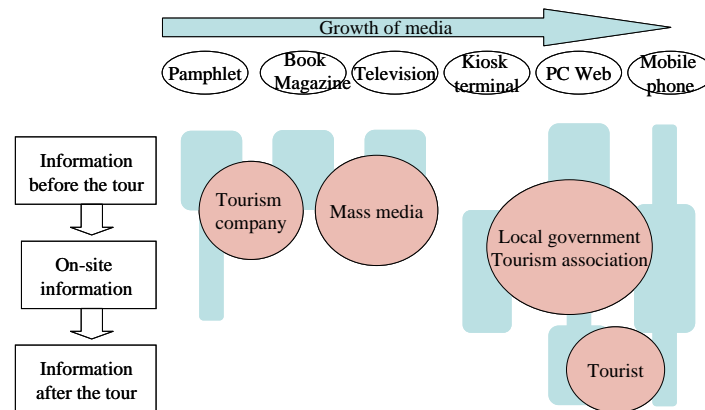 Growth of media
Pamphlet
Book
Magazine
Television
Kiosk
terminal
PC Web
Mobile
phone
Information
before the tour
Tourism
company
Mass media
Local government
Tourism association
On-site
information
Information
after the tour
Tourist